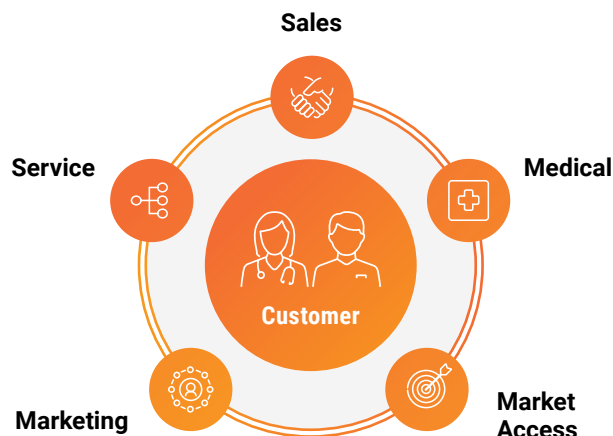 Sales
Service
Medical
Customer
Marketing
Market
Access